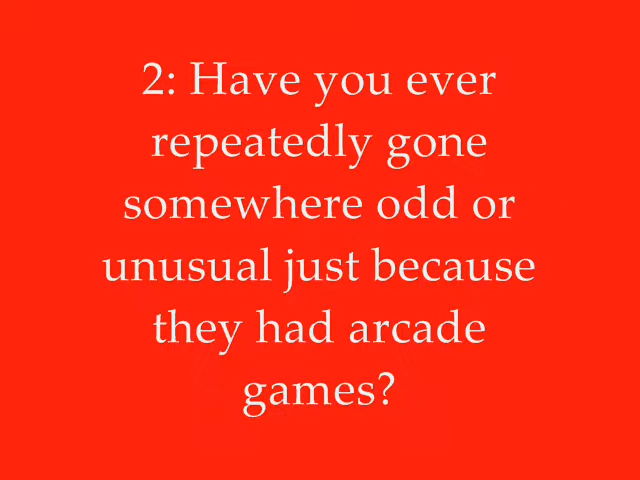 2: Have you ever
repeatedly gone
somewhere odd or
unusual just because
they had arcade
games?